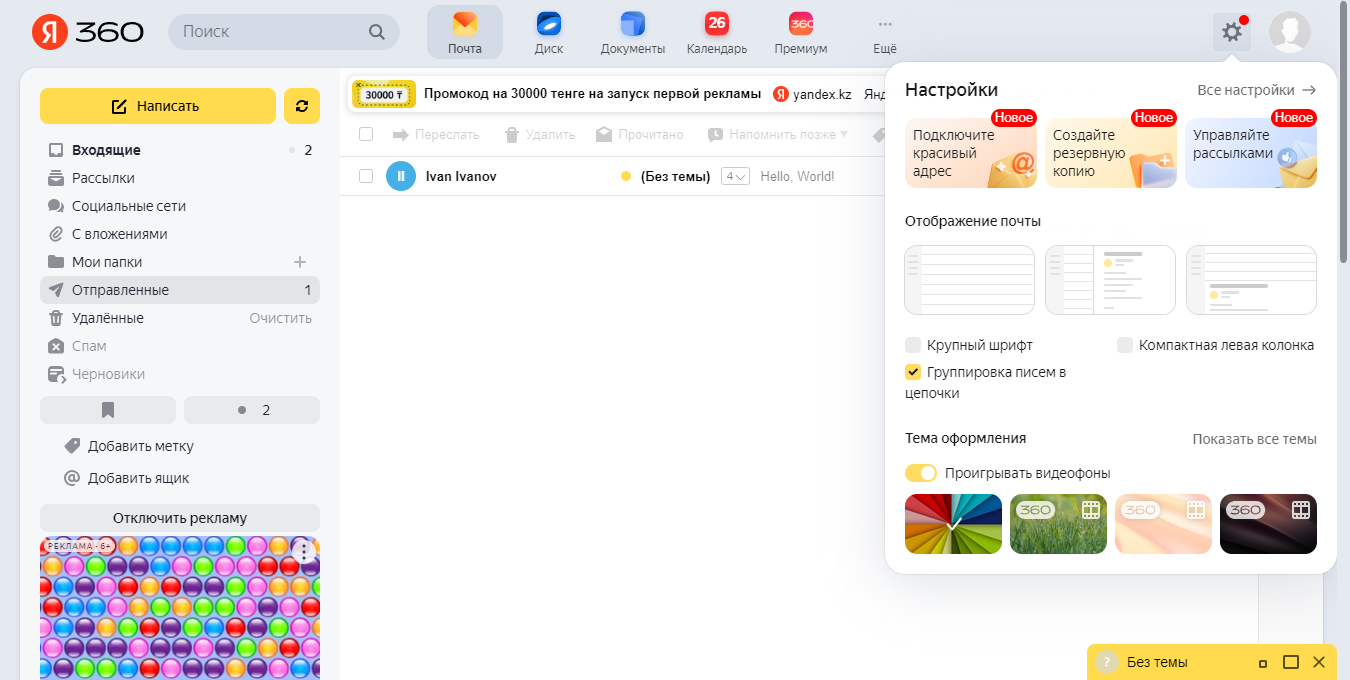 Я 360
Поиск
Почта
Диск
Документы
26
Календарь
360
Премиум
Ещё
Написать
Входящие 2
Рассылки
Социальные сети
С вложениями
Мои папки
Отправленные 1
Удалённые Очистить
Спам
Черновики
2
Добавить метку
Добавить ящик
Отключить рекламу
РЕКЛАМА · 6+
30000 ₸ Промокод на 30000 тенге на запуск первой рекламы Я yandex.kz Янд
Переслать Удалить Прочитано Напомнить позже
II Ivan Ivanov (Без темы) 4 Hello, World!
Настройки Все настройки
Новое Новое Новое
Подключите красивый адрес
Создайте резервную копию
Управляйте рассылками
Отображение почты
Крупный шрифт Компактная левая колонка
Группировка писем в
цепочки
Тема оформления Показать все темы
Проигрывать видеофоны
360 360 360
? Без темы